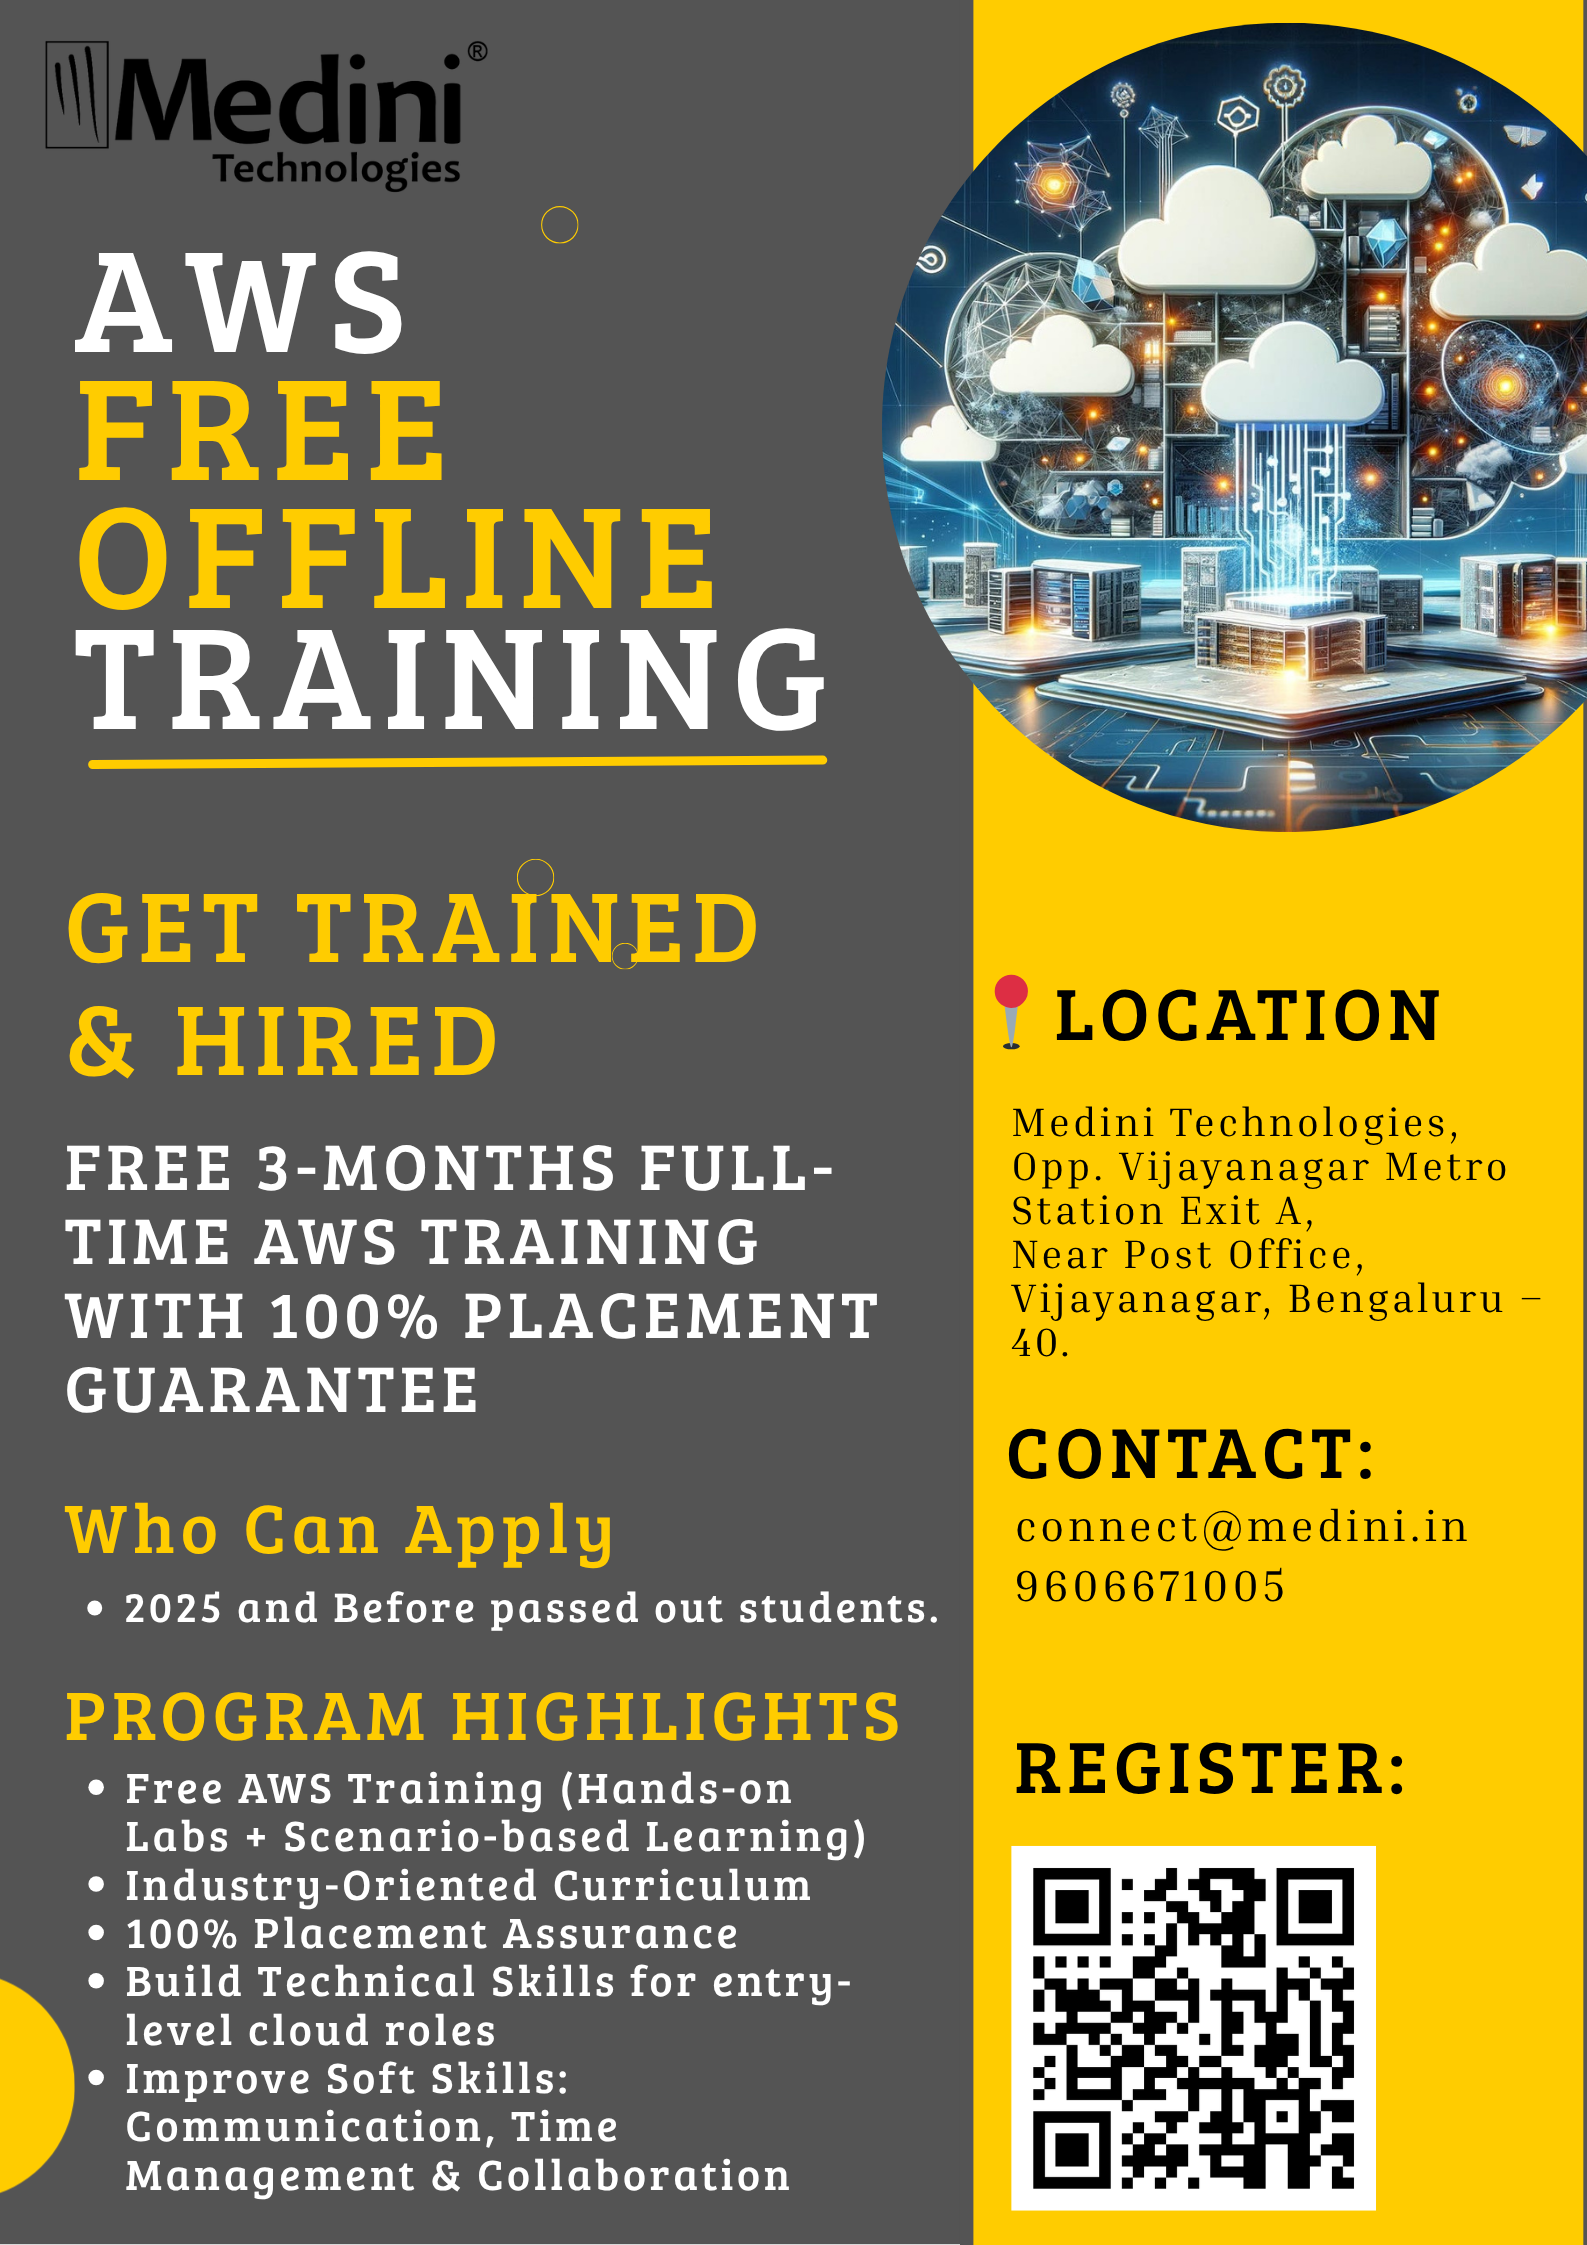 Medini®
Technologies
AWS
FREE
OFFLINE
TRAINING
GET TRAINED
& HIRED
FREE 3-MONTHS FULL-
TIME AWS TRAINING
WITH 100% PLACEMENT
GUARANTEE
Who Can Apply
• 2025 and Before passed out students.
PROGRAM HIGHLIGHTS
• Free AWS Training (Hands-on
Labs + Scenario-based Learning)
• Industry-Oriented Curriculum
• 100% Placement Assurance
• Build Technical Skills for entry-
level cloud roles
• Improve Soft Skills:
Communication, Time
Management & Collaboration
LOCATION
Medini Technologies,
Opp. Vijayanagar Metro
Station Exit A,
Near Post Office,
Vijayanagar, Bengaluru –
40.
CONTACT:
connect@medini.in
9606671005
REGISTER: